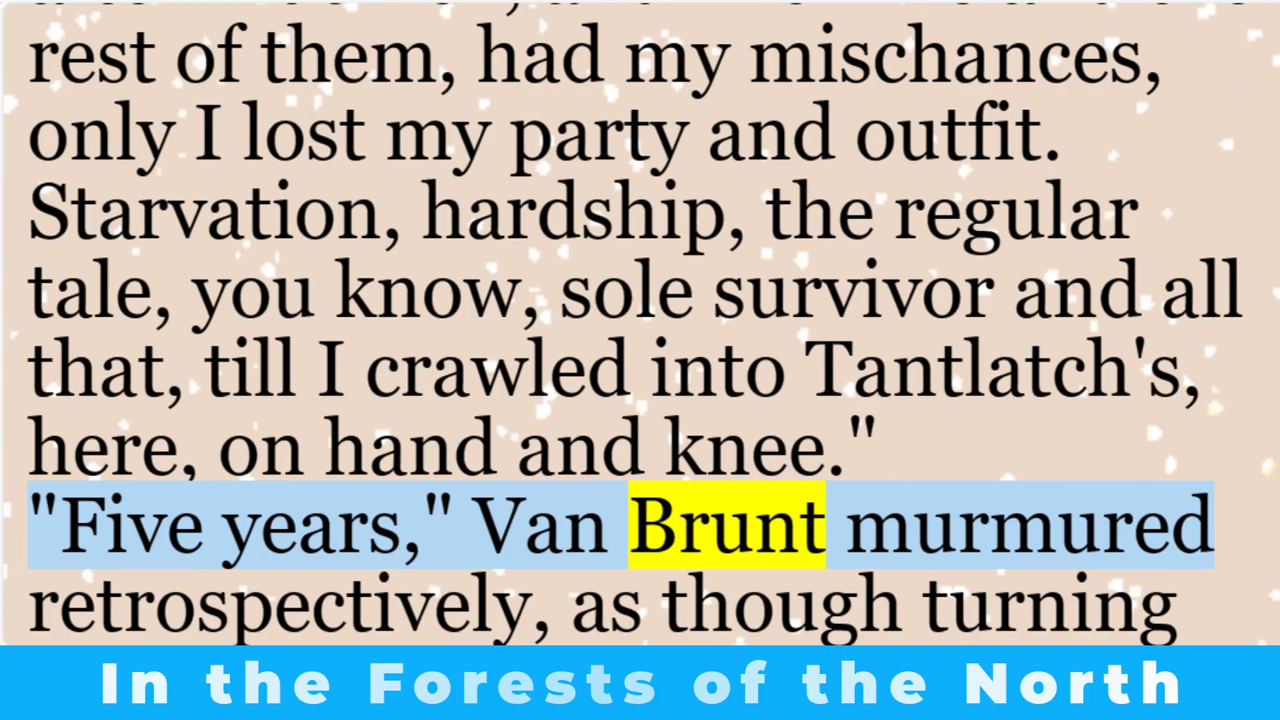 rest of them, had my mischances,
only I lost my party and outfit.
Starvation, hardship, the regular
tale, you know, sole survivor and all
that, till I crawled into Tantlatch's,
here, on hand and knee."
"Five years," Van Brunt murmured
retrospectively, as though turning
In the Forests of the North